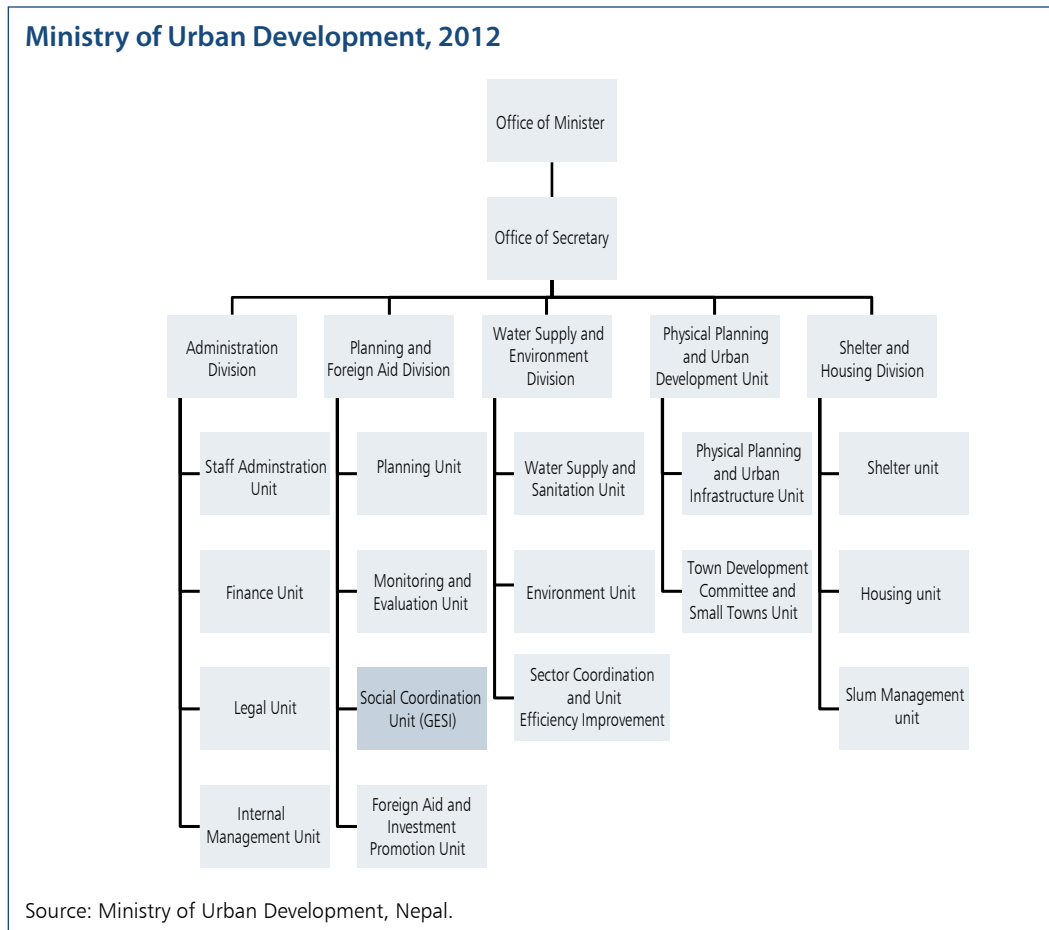 Ministry of Urban Development, 2012
Office of Minister
Office of Secretary
Administration
Division
Planning and
Foreign Aid Division
Water Supply and
Environment
Division
Physical Planning
and Urban
Development Unit
Shelter and
Housing Division
Staff Adminstration
Unit
Planning Unit
Water Supply and
Sanitation Unit
Physical Planning
and Urban
Infrastructure Unit
Shelter unit
Finance Unit
Monitoring and
Evaluation Unit
Environment Unit
Town Development
Committee and
Small Towns Unit
Housing unit
Legal Unit
Social Coordination
Unit (GESI)
Sector Coordination
and Unit
Efficiency Improvement
Slum Management
unit
Internal
Management Unit
Foreign Aid and
Investment
Promotion Unit
Source: Ministry of Urban Development, Nepal.